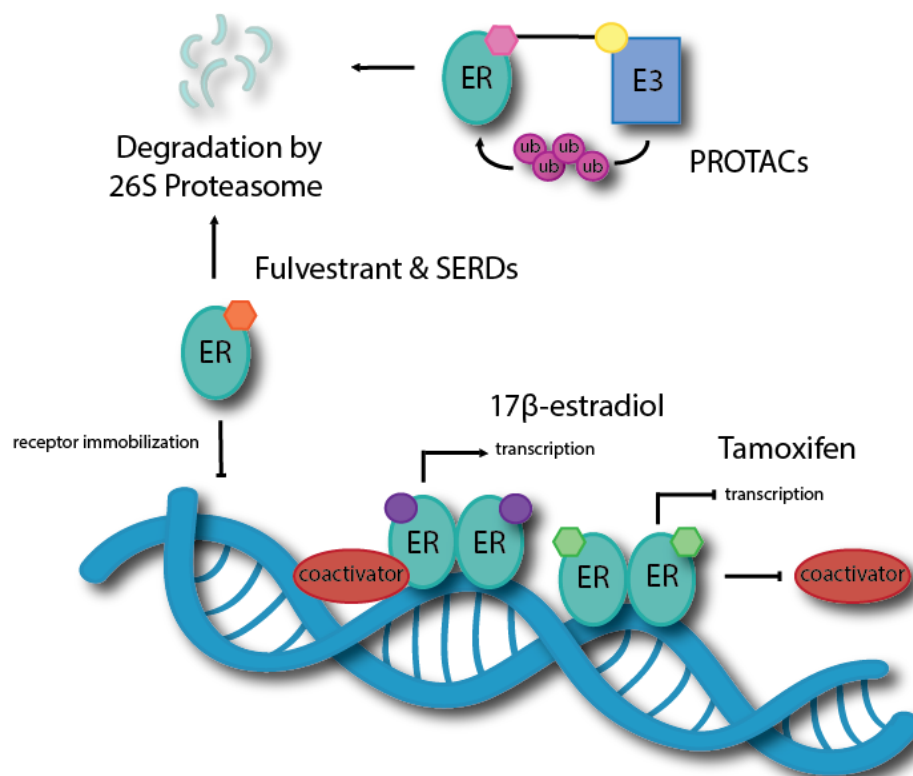 ER
E3
ub
ub
ub
ub
PROTACs
Degradation by
26S Proteasome
Fulvestrant & SERDs
ER
receptor immobilization
17β-estradiol
transcription
Tamoxifen
transcription
ER
ER
coactivator
ER
ER
coactivator